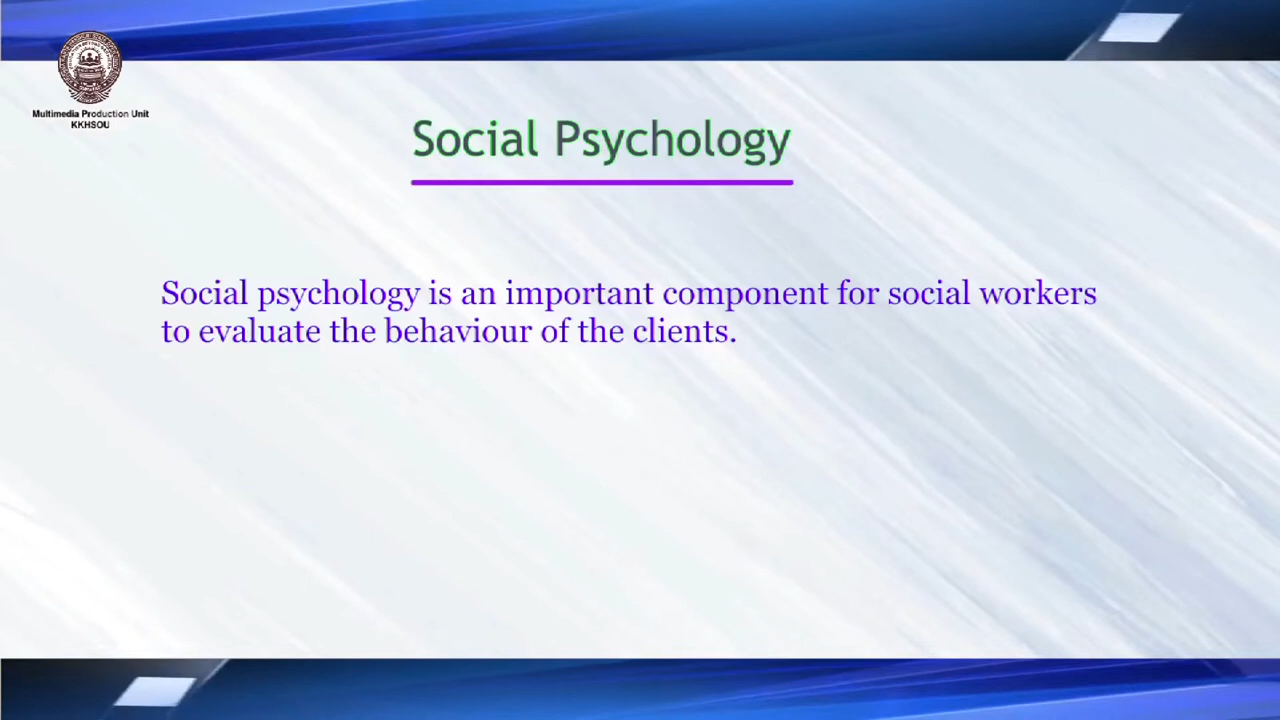 Multimedia Production Unit
KKHSOU
Social Psychology
Social psychology is an important component for social workers
to evaluate the behaviour of the clients.